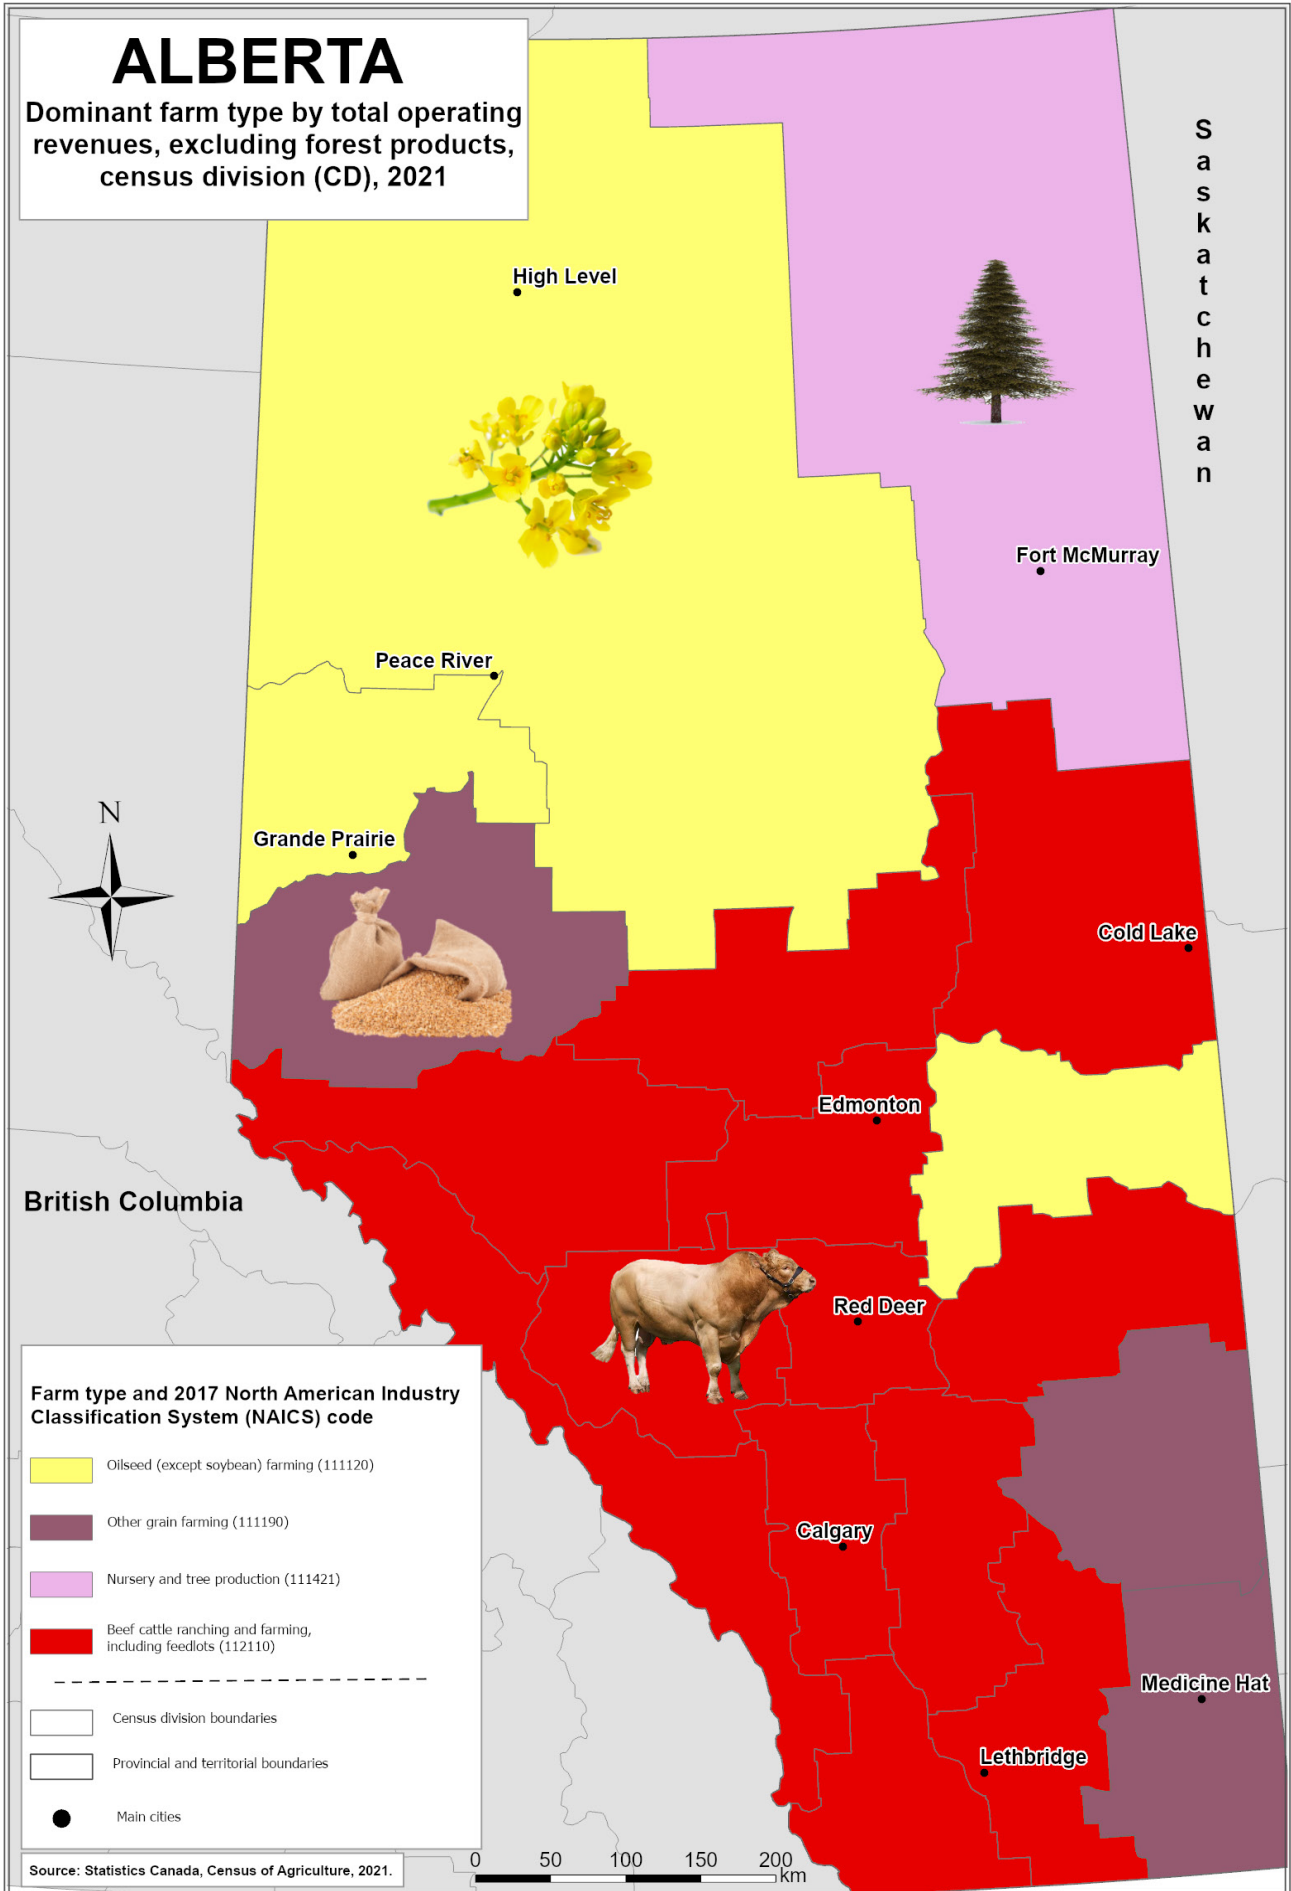 ALBERTA
Dominant farm type by total operating
revenues, excluding forest products,
census division (CD), 2021
Saskatchewan
High Level
Fort McMurray
Peace River
N
Grande Prairie
Cold Lake
Edmonton
British Columbia
Red Deer
Farm type and 2017 North American Industry
Classification System (NAICS) code
Oilseed (except soybean) farming (111120)
Other grain farming (111190)
Nursery and tree production (111421)
Beef cattle ranching and farming,
including feedlots (112110)
Census division boundaries
Provincial and territorial boundaries
Main cities
Calgary
Medicine Hat
Lethbridge
Source: Statistics Canada, Census of Agriculture, 2021.
0 50 100 150 200
km